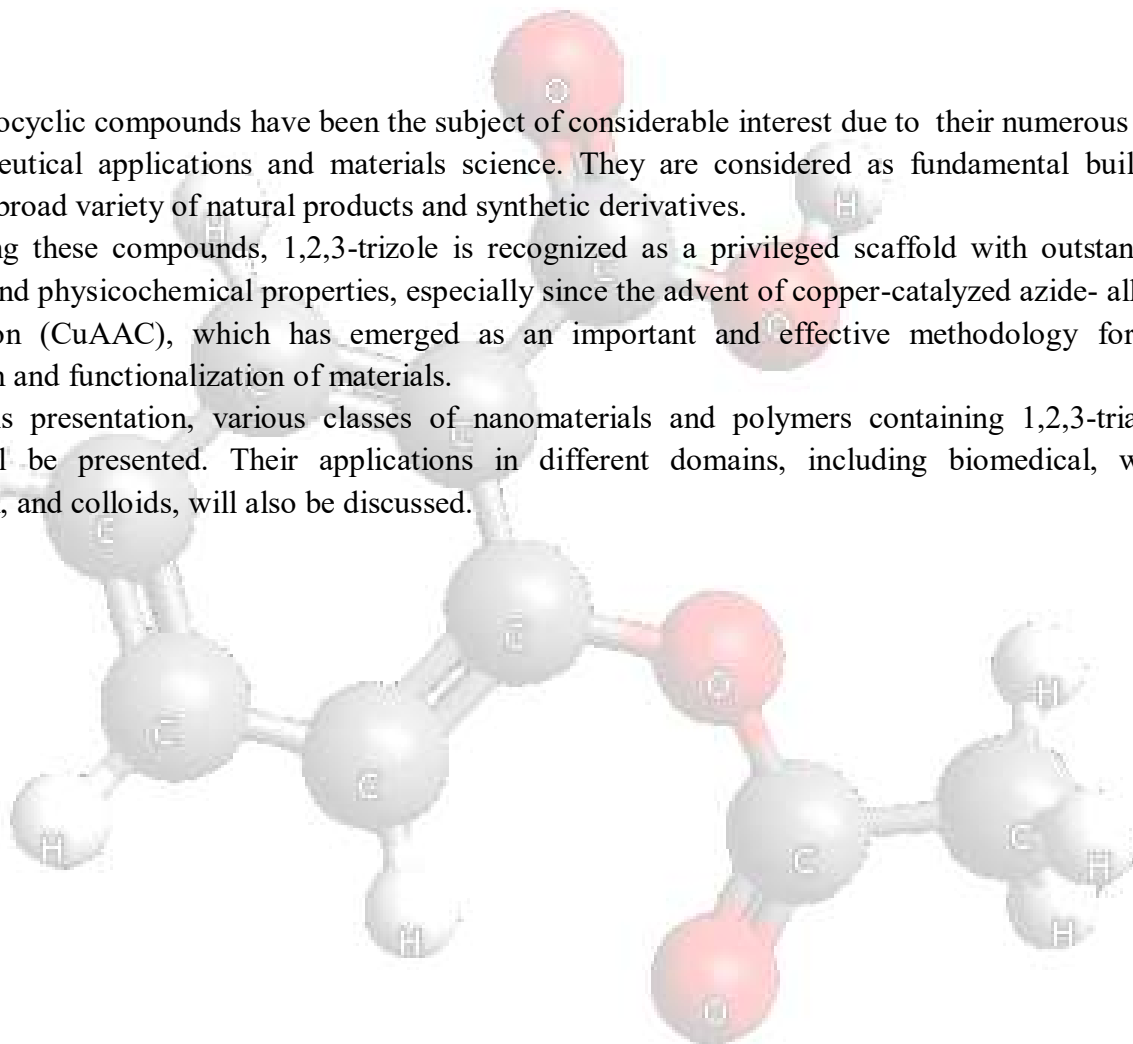 ocyclic compounds have been the subject of considerable interest due to their numerous
eutical applications and materials science. They are considered as fundamental buil
broad variety of natural products and synthetic derivatives.
g these compounds, 1,2,3-trizole is recognized as a privileged scaffold with outstan
nd physicochemical properties, especially since the advent of copper-catalyzed azide- al
on (CuAAC), which has emerged as an important and effective methodology for
n and functionalization of materials.
is presentation, various classes of nanomaterials and polymers containing 1,2,3-tria
l be presented. Their applications in different domains, including biomedical, w
, and colloids, will also be discussed.
O
H
H
C
O
C
C
C
C
O
H
C
C
C
C
H
H
H
H
O